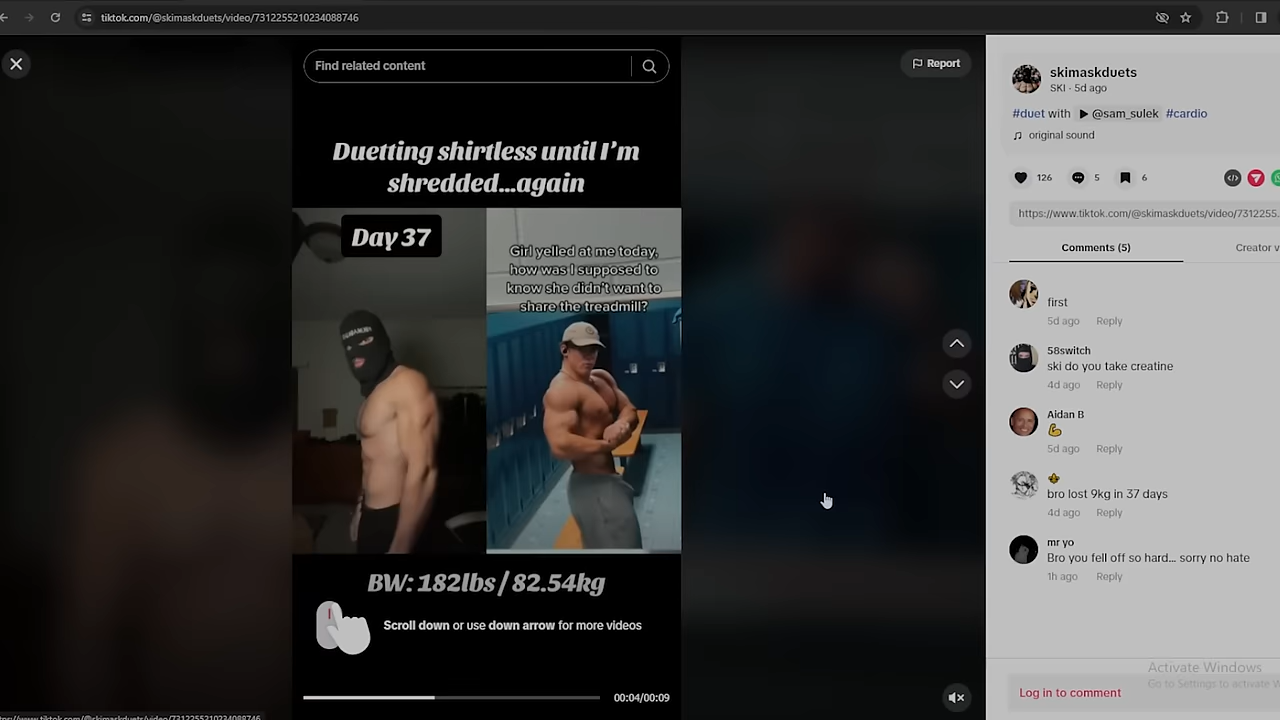 tiktok.com/@skimaskduets/video/7312255210234088746
Find related content
Report
Duetting shirtless until I'm
shredded...again
Day 37
Girl yelled at me today,
how was I supposed to
know she didn't want to
share the treadmill?
BW: 182lbs / 82.54kg
Scroll down or use down arrow for more videos
00:04/00:09
skimaskduets
SKI · 5d ago
#duet with ▶ @sam_sulek #cardio
♫ original sound
126
5
6
https://www.tiktok.com/@skimaskduets/video/7312255.
Comments (5)
Creator v
first
5d ago Reply
58switch
ski do you take creatine
4d ago Reply
Aidan B
💪
5d ago Reply
bro lost 9kg in 37 days
4d ago Reply
mr yo
Bro you fell off so hard... sorry no hate
1h ago Reply
Activate Windows
Go to Settings to activate W
Log in to comment